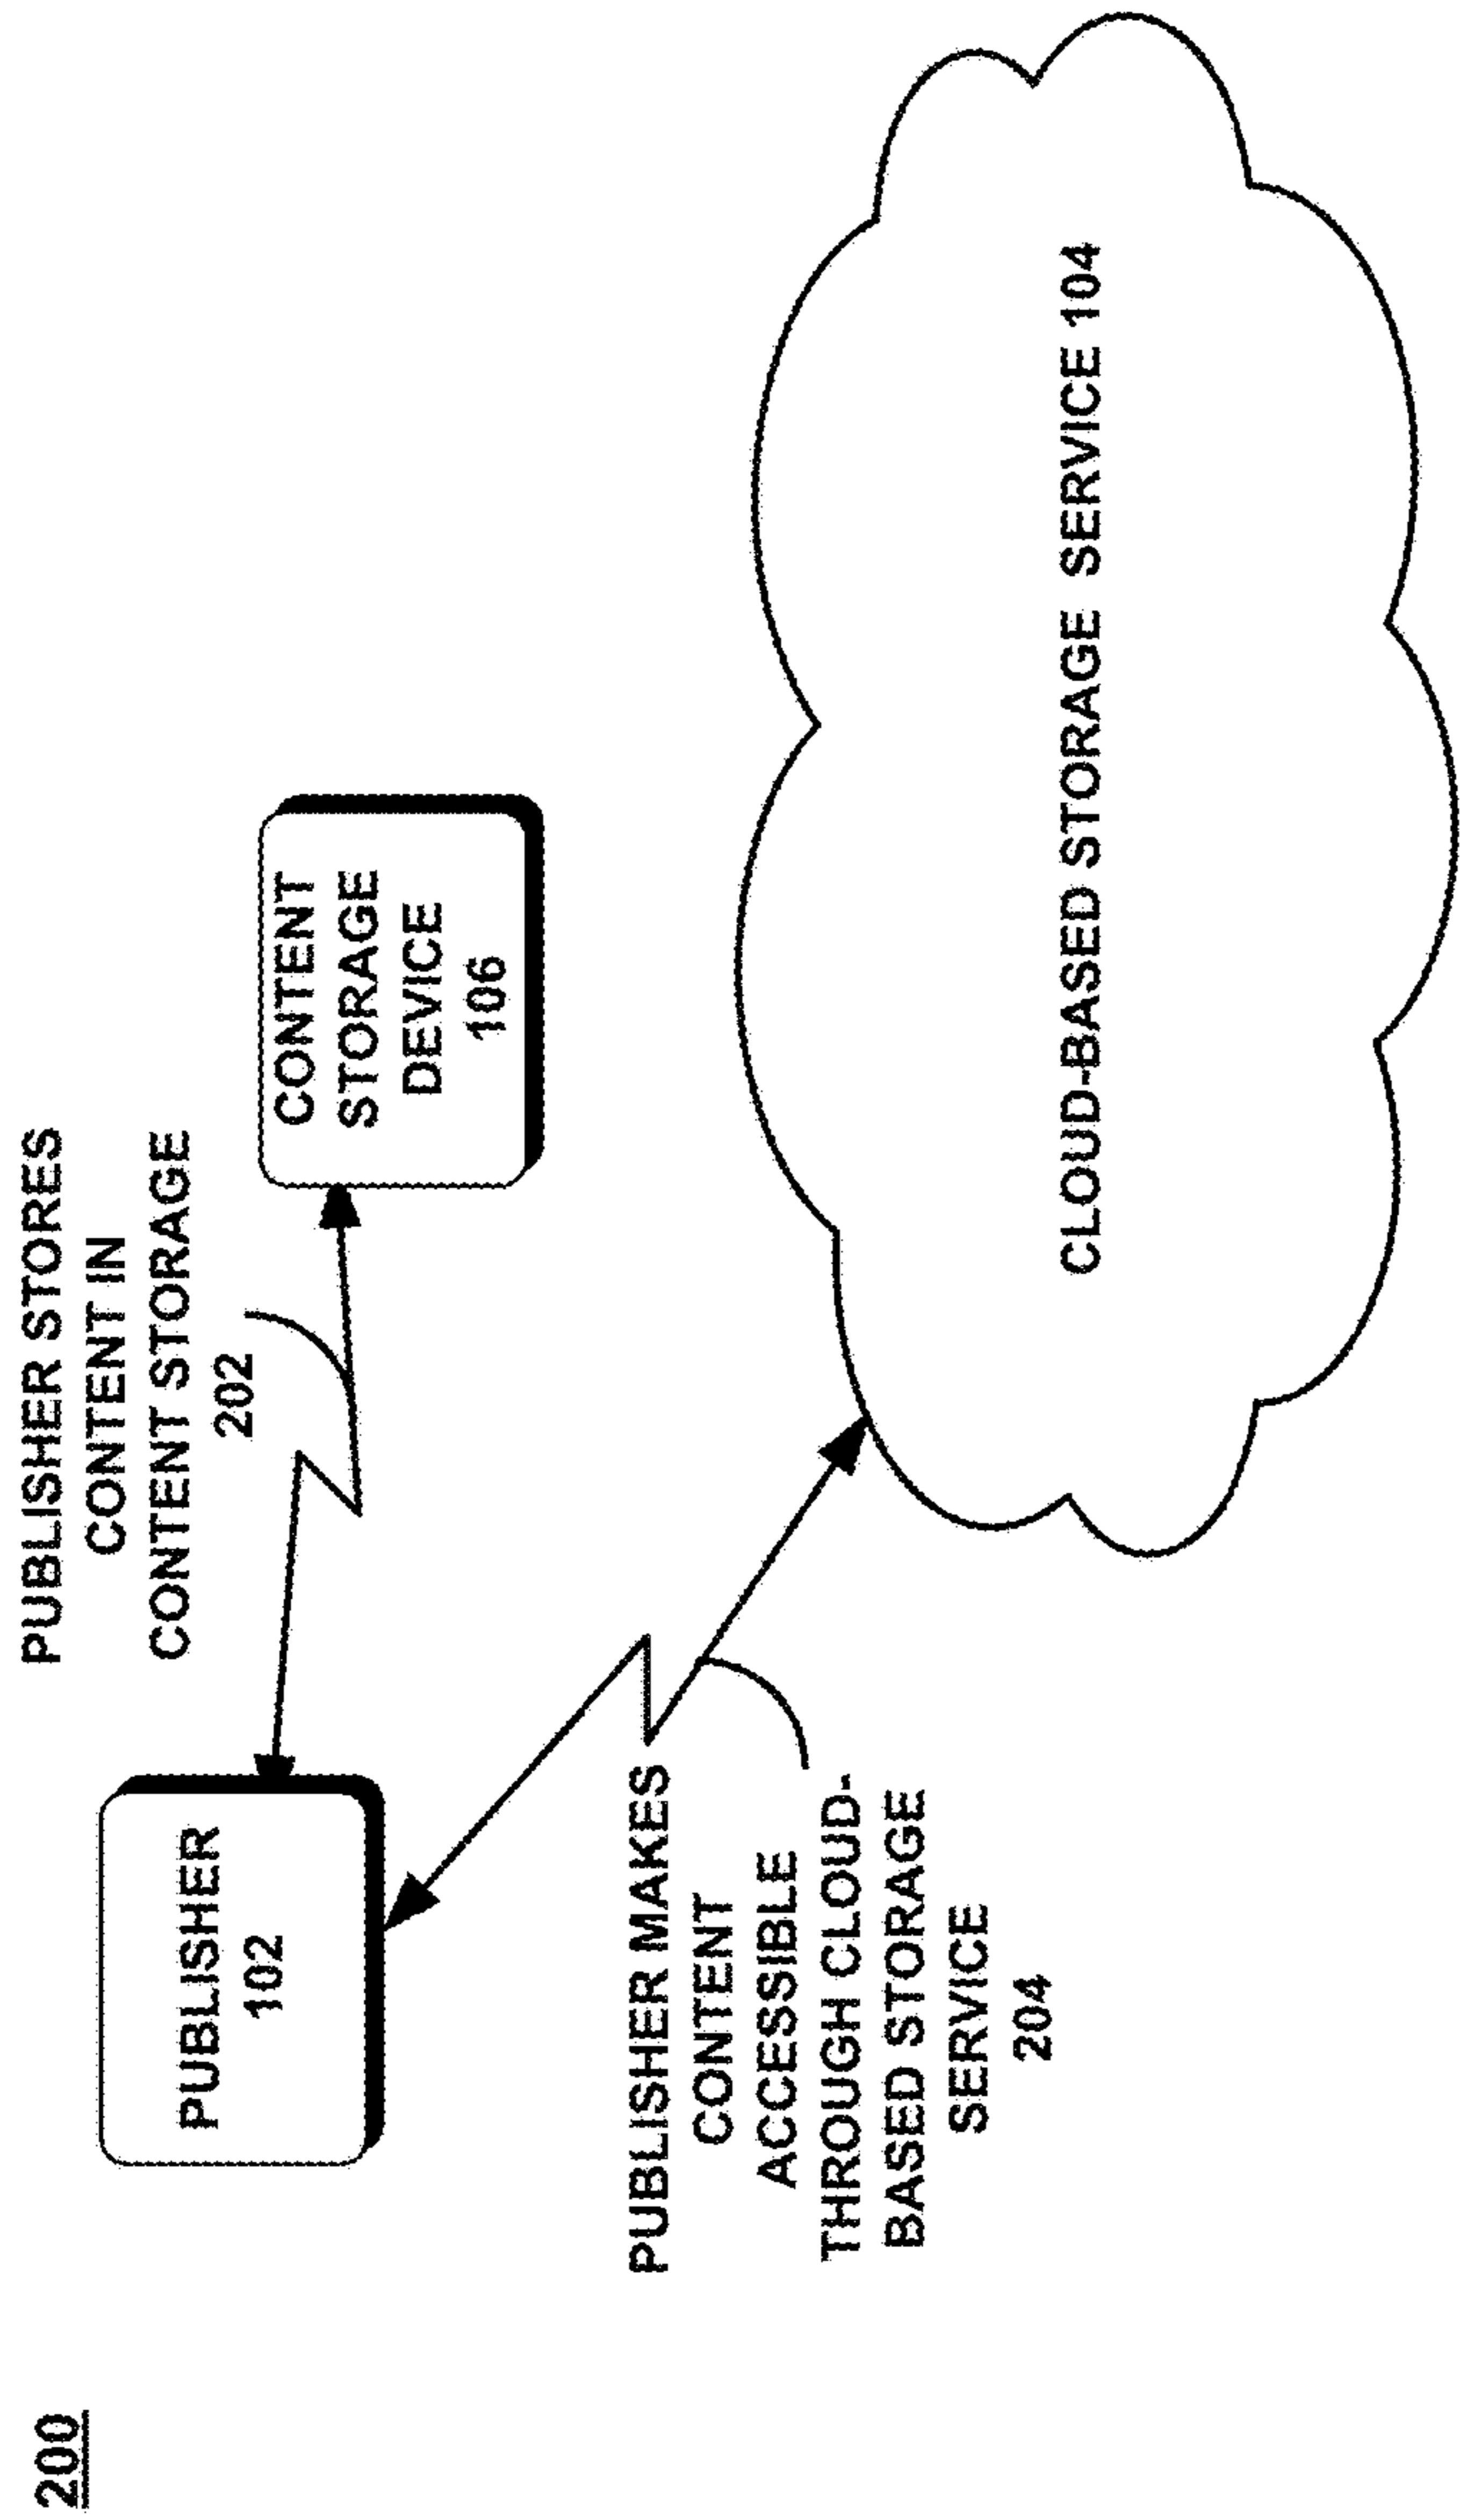 200
PUBLISHER STORES
CONTENT IN
CONTENT STORAGE
202
PUBLISHER
102
CONTENT
STORAGE
DEVICE
106
PUBLISHER MAKES
CONTENT
ACCESSIBLE
THROUGH CLOUD-
BASED STORAGE
SERVICE
204
CLOUD-BASED STORAGE SERVICE 104